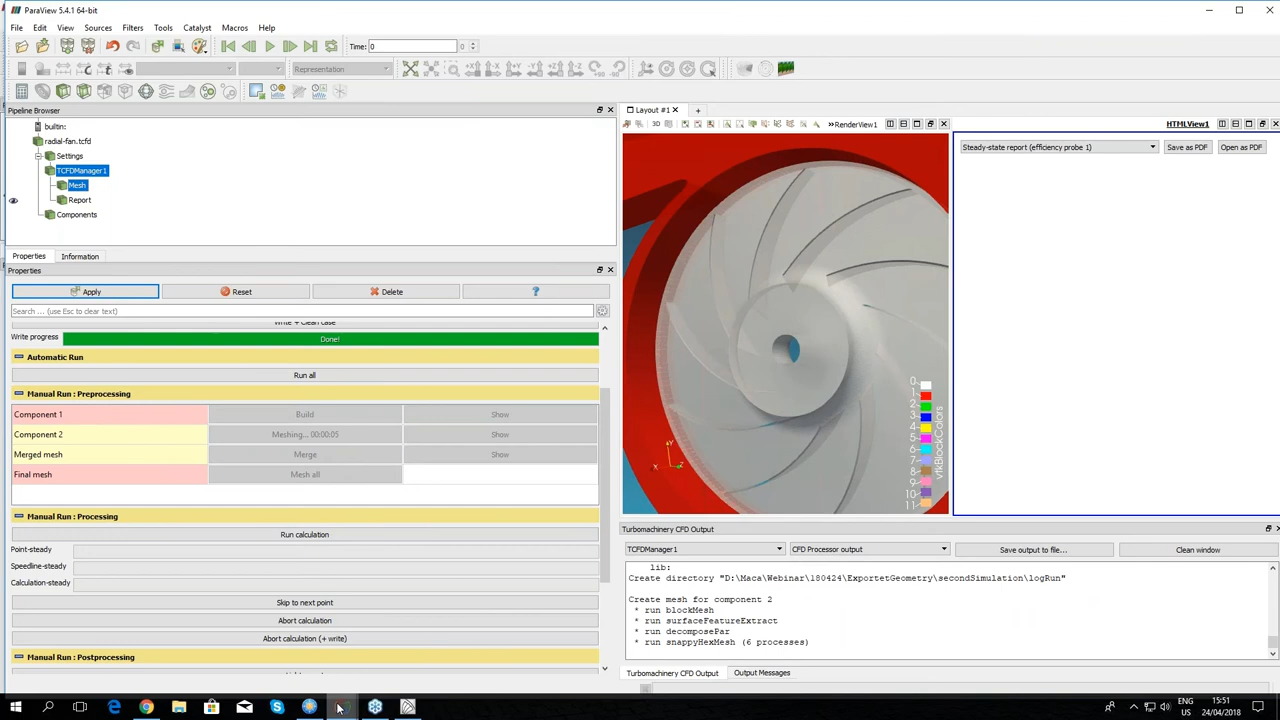 ParaView 5.4.1 64-bit
File Edit View Sources Filters Tools Catalyst Macros Help
Time: 0 0
Representation
Pipeline Browser
builtin:
radial-fan.tcfd
Settings
TCFDManager1
Mesh
Report
Components
Properties Information
Properties
Apply Reset Delete ?
Search ... (use Esc to clear text)
Write + Clean case
Write progress Done!
Automatic Run
Run all
Manual Run : Preprocessing
Component 1 Build Show
Component 2 Meshing... 00:00:05 Show
Merged mesh Merge Show
Final mesh Mesh all
Manual Run : Processing
Run calculation
Point-steady
Speedline-steady
Calculation-steady
Skip to next point
Abort calculation
Abort calculation (+ write)
Manual Run : Postprocessing
Layout #1
3D RenderView1
0
1
2
3
4
5
6
7
8
9
10
11
vtkBlockColors
X Y Z
HTMLView1
Steady-state report (efficiency probe 1) Save as PDF Open as PDF
Turbomachinery CFD Output
TCFDManager1 CFD Processor output Save output to file... Clean window
lib:
Create directory "D:\Maca\Webinar\180424\ExportetGeometry\secondSimulation\logRun"
Create mesh for component 2
* run blockMesh
* run surfaceFeatureExtract
* run decomposePar
* run snappyHexMesh (6 processes)
Turbomachinery CFD Output Output Messages
ENG
US
15:51
24/04/2018